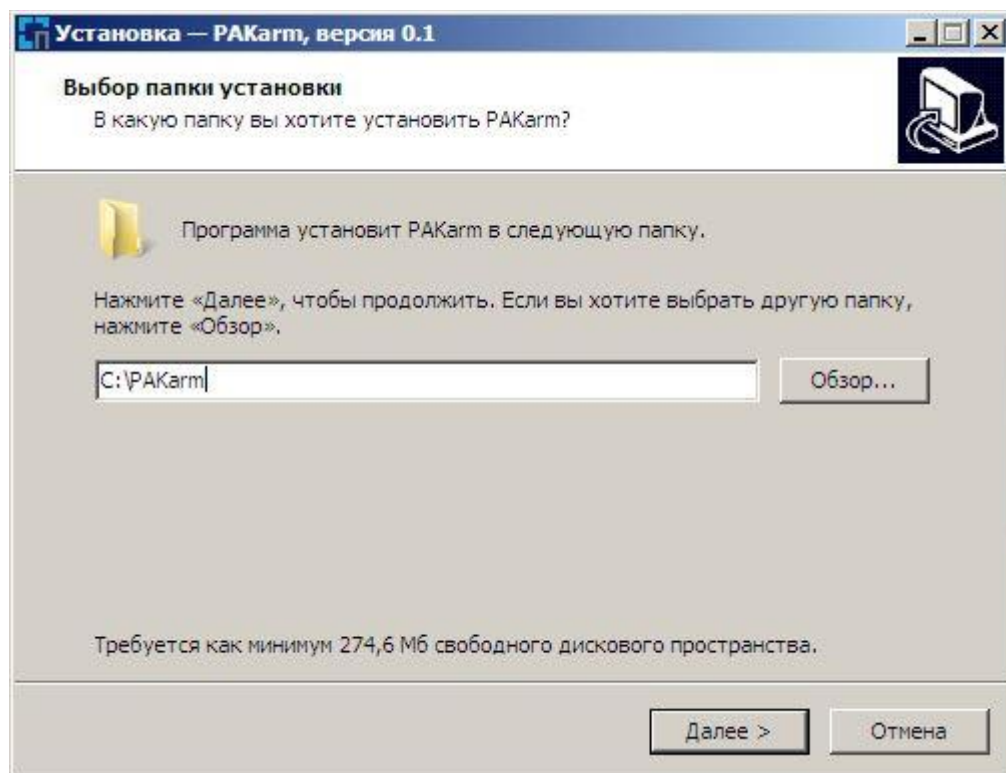 Установка — PAKarm, версия 0.1
Выбор папки установки
В какую папку вы хотите установить PAKarm?
Программа установит PAKarm в следующую папку.
Нажмите «Далее», чтобы продолжить. Если вы хотите выбрать другую папку,
нажмите «Обзор».
C:\PAKarm
Обзор...
Требуется как минимум 274,6 Мб свободного дискового пространства.
Далее >
Отмена